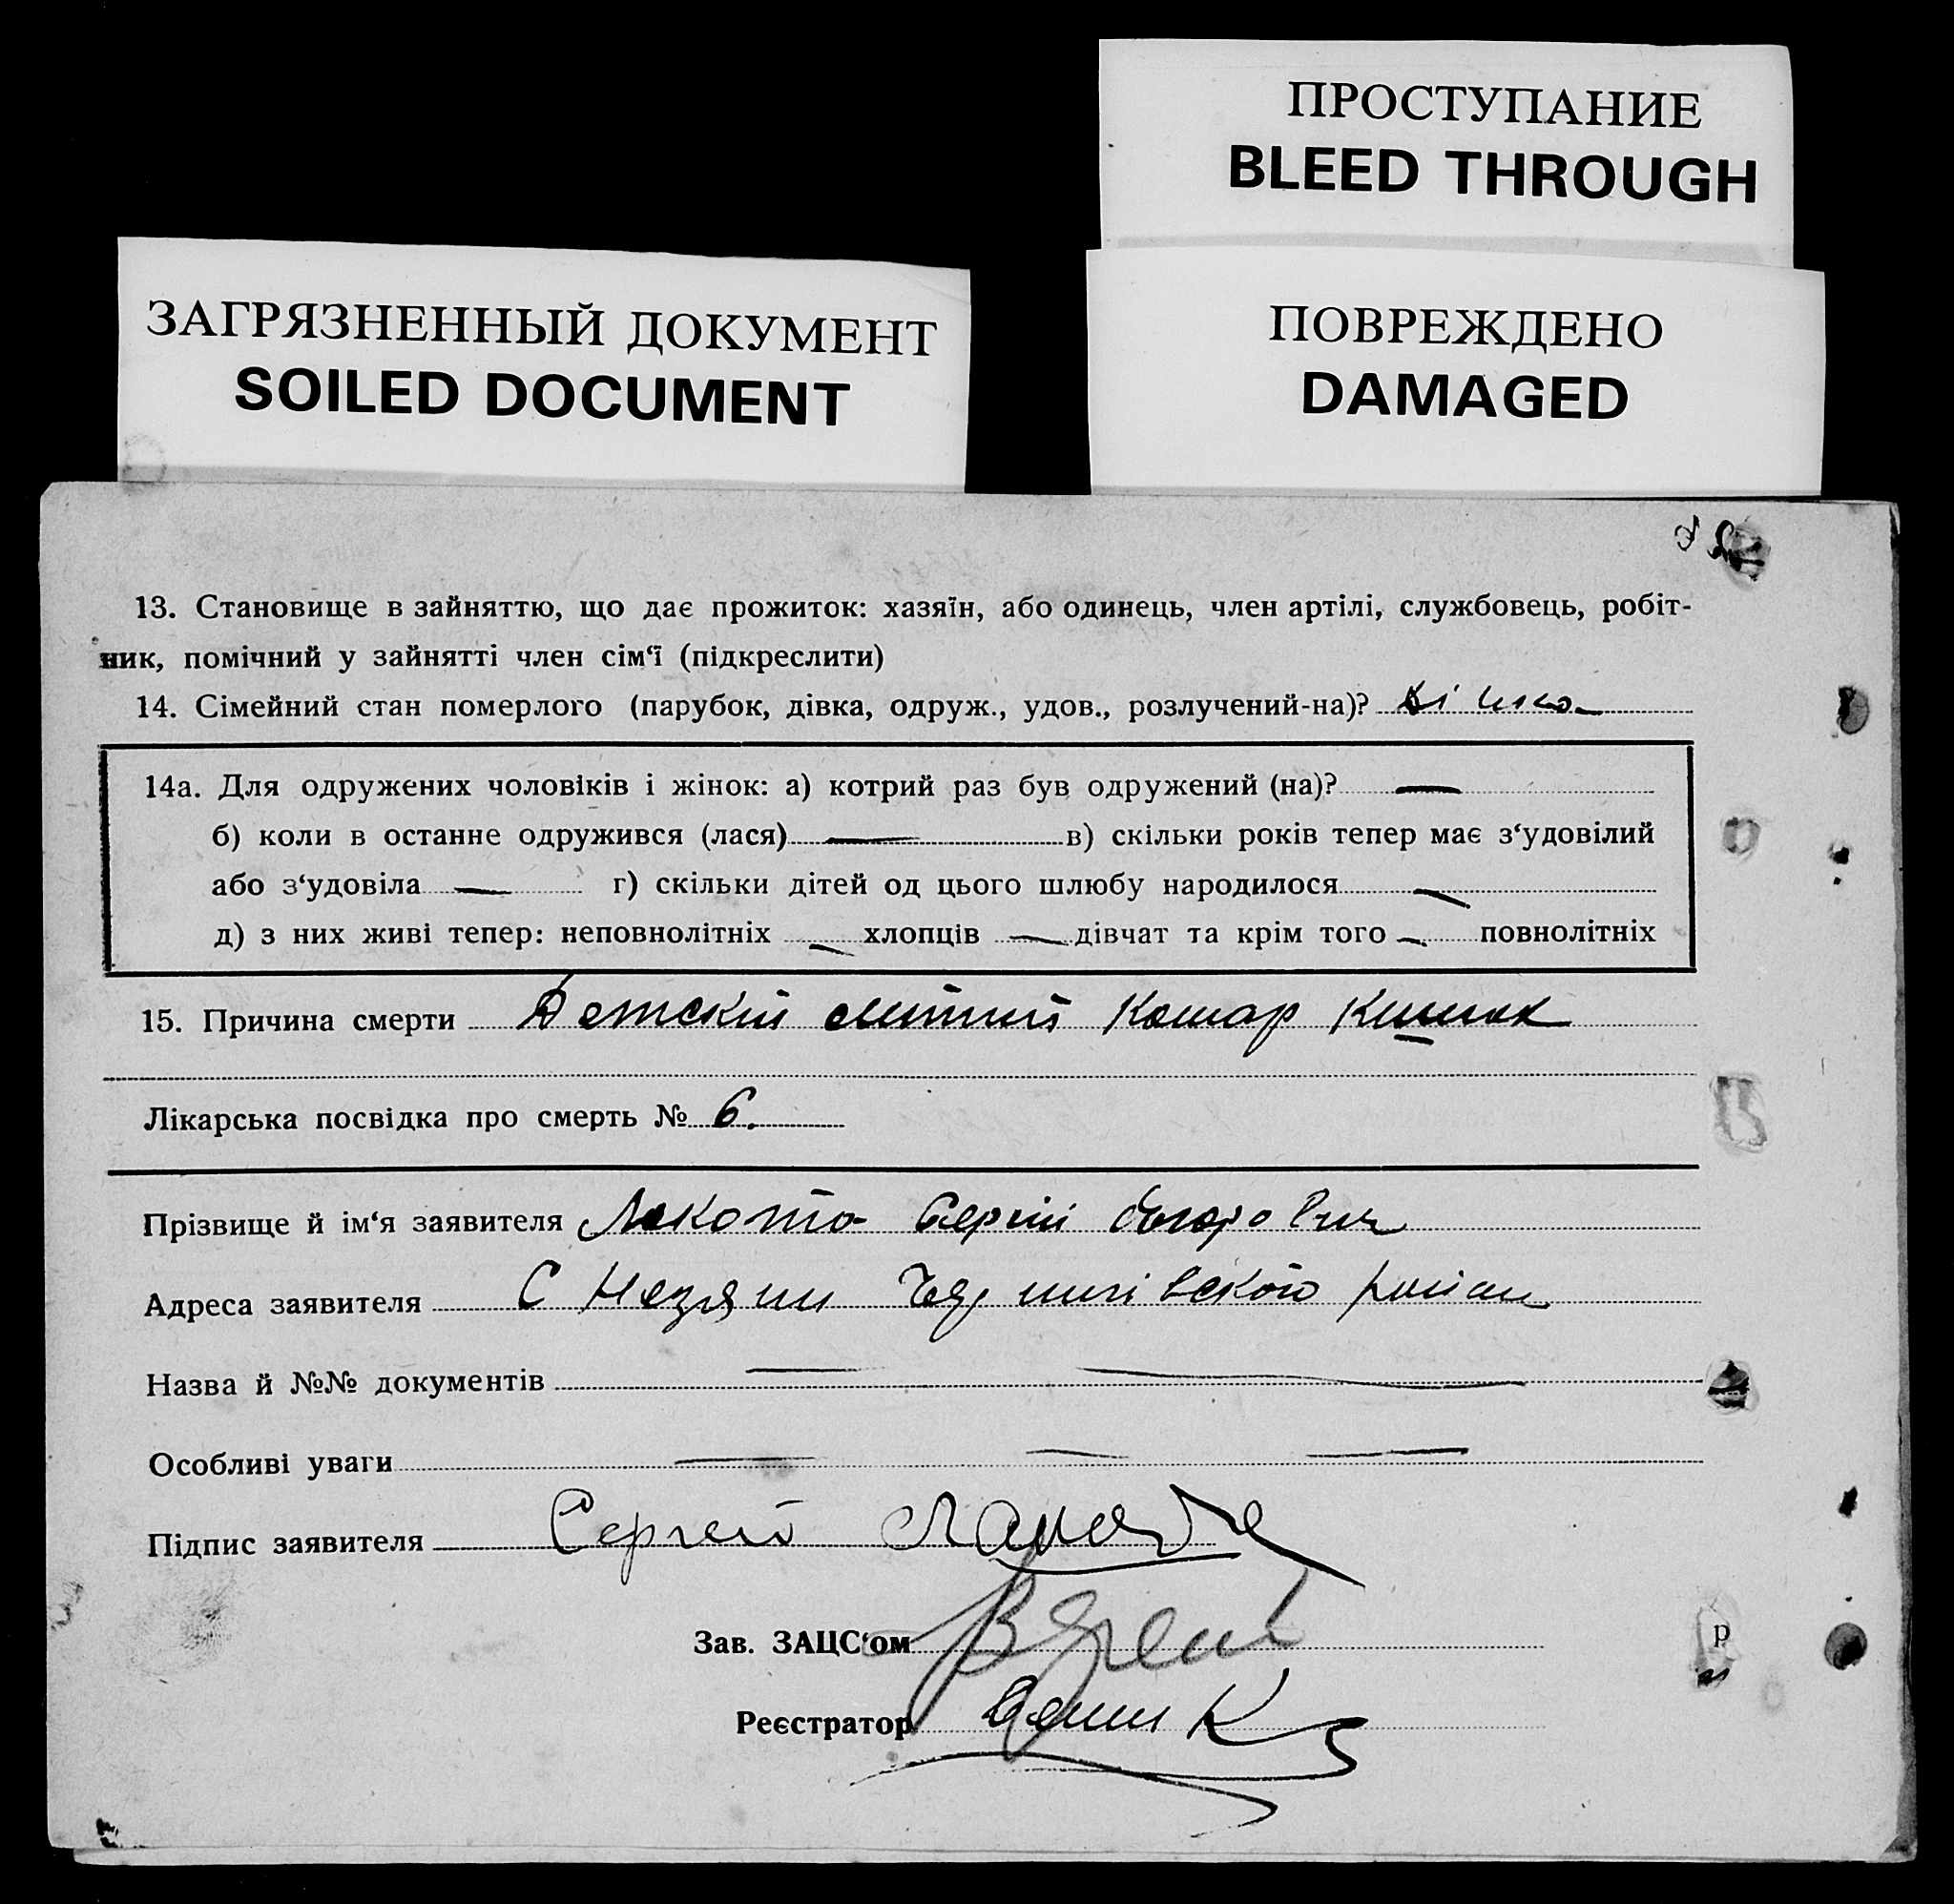 ПРОСТУПАНИЕ
BLEED THROUGH
ЗАГРЯЗНЕННЫЙ ДОКУМЕНТ
SOILED DOCUMENT
ПОВРЕЖДЕНО
DAMAGED
13. Становище в зайняттю, що дає прожиток: хазяїн, або одинець, член артілі, службовець, робіт-
ник, помічний у зайнятті член сім‘ї (підкреслити)
14. Сімейний стан померлого (парубок, дівка, одруж., удов., розлучений-на)?
14а. Для одружених чоловіків і жінок: а) котрий раз був одружений (на)? —
б) коли в останне одружився (лася) — в) скільки років тепер має з‘удовілий
або з‘удовіла — г) скільки дітей од цього шлюбу народилося —
д) з них живі тепер: неповнолітніх — хлопців — дівчат та крім того — повнолітніх
15. Причина смерти Детскій Катар Кишок
Лікарська посвідка про смерть № 6.
Прізвище й ім‘я заявителя Сергій
Адреса заявителя С
Назва й №№ документів — —
Особливі уваги — — —
Підпис заявителя Сергей
Зав. ЗАЦС‘ом
Реєстратор
р